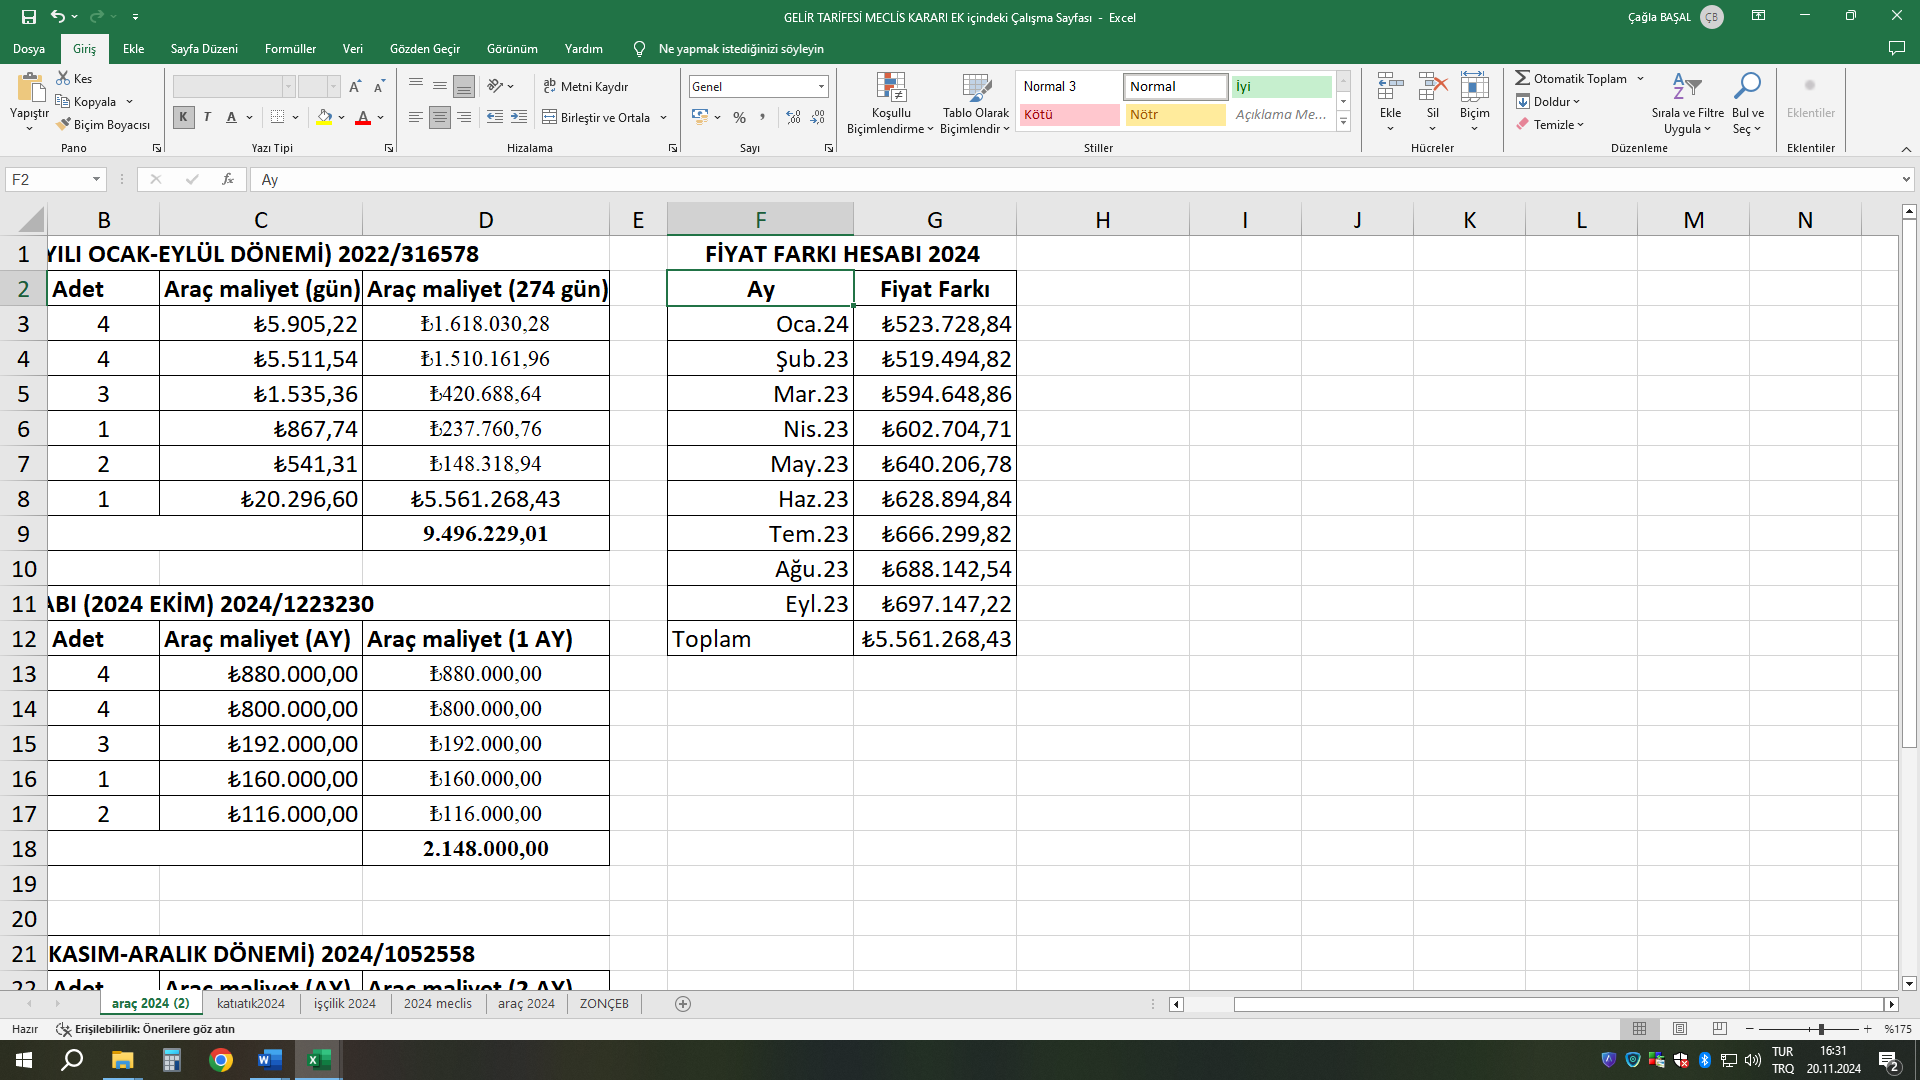 GELİR TARİFESİ MECLİS KARARI EK içindeki Çalışma Sayfası - Excel
Çağla BAŞAL ÇB
Dosya Giriş Ekle Sayfa Düzeni Formüller Veri Gözden Geçir Görünüm Yardım Ne yapmak istediğinizi söyleyin
Yapıştır
Kes
Kopyala
Biçim Boyacısı
Pano
K T A A A A
Yazı Tipi
ab Metni Kaydır
Birleştir ve Ortala
Hizalama
Genel
%
Sayı
Koşullu Biçimlendirme
Tablo Olarak Biçimlendir
Normal 3 Normal İyi
Kötü Nötr Açıklama Me...
Stiller
Ekle Sil Biçim
Hücreler
Otomatik Toplam
Doldur
Temizle
Sırala ve Filtre Uygula
Bul ve Seç
Düzenleme
Eklentiler
Eklentiler
F2 fx Ay
B C D E F G H I J K L M N
1 YILI OCAK-EYLÜL DÖNEMİ) 2022/316578 FİYAT FARKI HESABI 2024
2 Adet Araç maliyet (gün) Araç maliyet (274 gün) Ay Fiyat Farkı
3 4 ₺5.905,22 ₺1.618.030,28 Oca.24 ₺523.728,84
4 4 ₺5.511,54 ₺1.510.161,96 Şub.23 ₺519.494,82
5 3 ₺1.535,36 ₺420.688,64 Mar.23 ₺594.648,86
6 1 ₺867,74 ₺237.760,76 Nis.23 ₺602.704,71
7 2 ₺541,31 ₺148.318,94 May.23 ₺640.206,78
8 1 ₺20.296,60 ₺5.561.268,43 Haz.23 ₺628.894,84
9 9.496.229,01 Tem.23 ₺666.299,82
10 Ağu.23 ₺688.142,54
11 ABI (2024 EKİM) 2024/1223230 Eyl.23 ₺697.147,22
12 Adet Araç maliyet (AY) Araç maliyet (1 AY) Toplam ₺5.561.268,43
13 4 ₺880.000,00 ₺880.000,00
14 4 ₺800.000,00 ₺800.000,00
15 3 ₺192.000,00 ₺192.000,00
16 1 ₺160.000,00 ₺160.000,00
17 2 ₺116.000,00 ₺116.000,00
18 2.148.000,00
19
20
21 KASIM-ARALIK DÖNEMİ) 2024/1052558
22 Adet Araç maliyet (AY) Araç maliyet (2 AY)
araç 2024 (2) katıatık2024 işçilik 2024 2024 meclis araç 2024 ZONÇEB
Hazır Erişilebilirlik: Önerilere göz atın %175
TUR 16:31
TRQ 20.11.2024 2